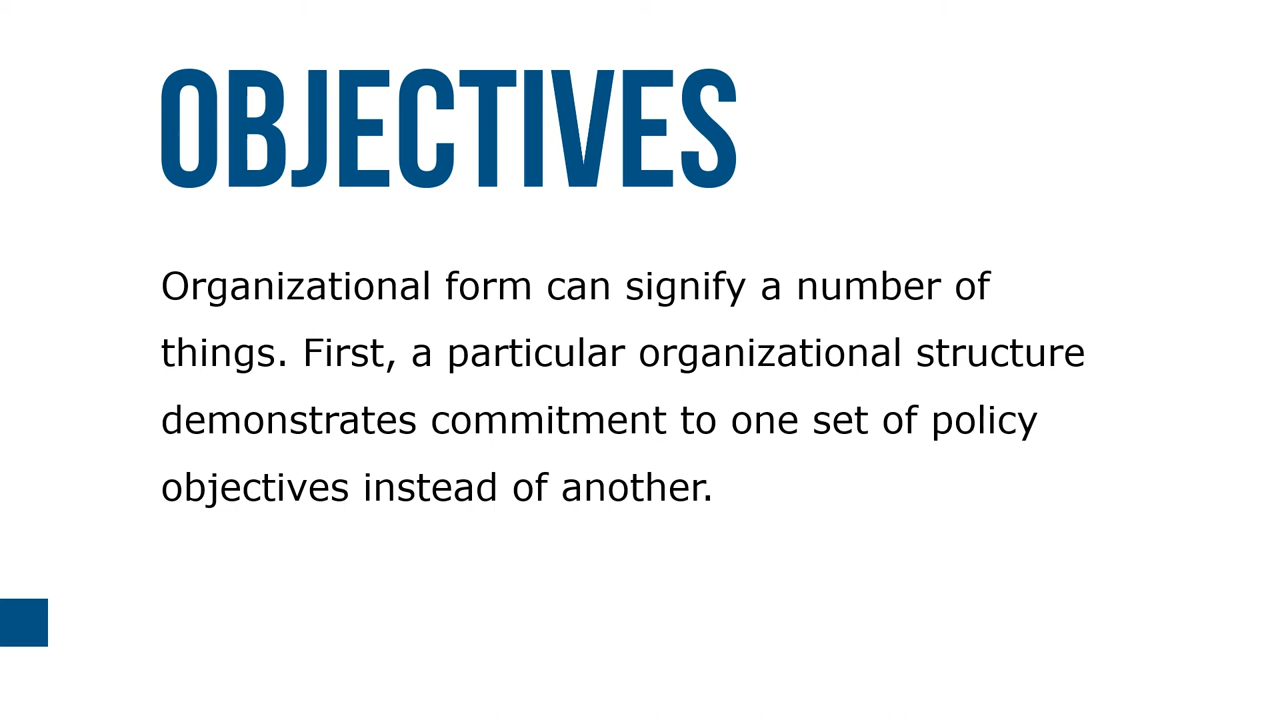 OBJECTIVES
Organizational form can signify a number of
things. First, a particular organizational structure
demonstrates commitment to one set of policy
objectives instead of another.